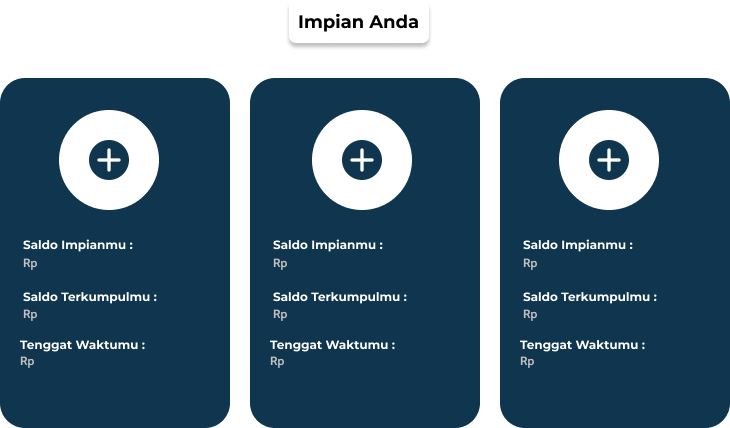 Impian Anda
Saldo Impianmu :
Rp
Saldo Terkumpulmu :
Rp
Tenggat Waktumu :
Rp
Saldo Impianmu :
Rp
Saldo Terkumpulmu :
Rp
Tenggat Waktumu :
Rp
Saldo Impianmu :
Rp
Saldo Terkumpulmu :
Rp
Tenggat Waktumu :
Rp